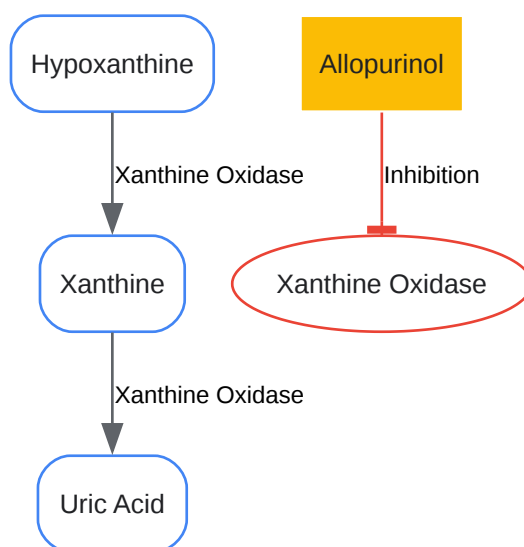 Hypoxanthine
Allopurinol
Xanthine Oxidase
Inhibition
Xanthine
Xanthine Oxidase
Xanthine Oxidase
Uric Acid